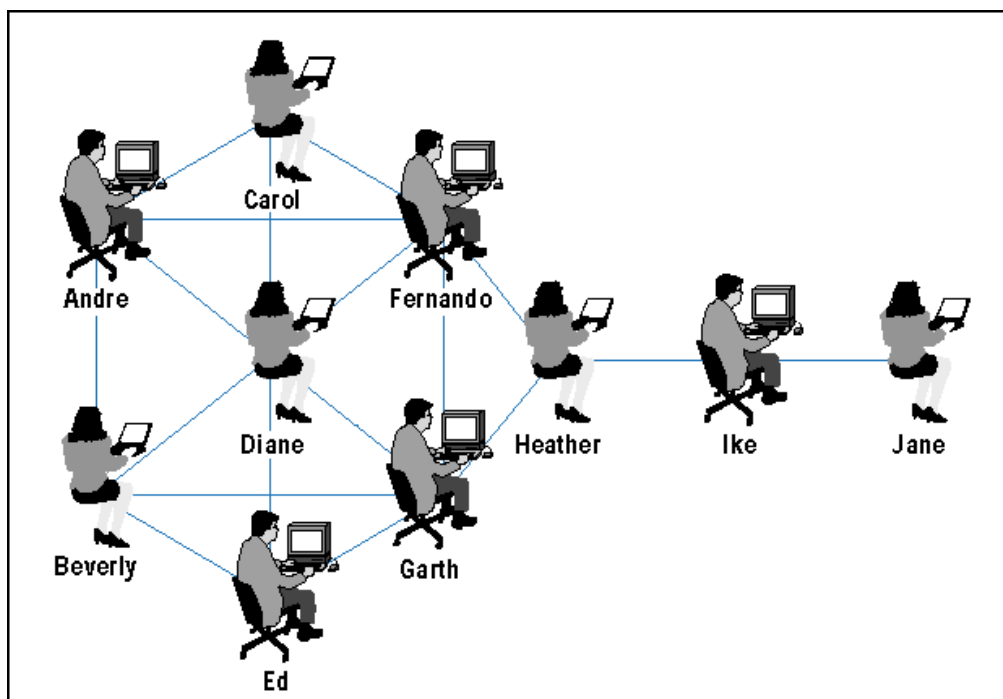 Carol
Andre
Fernando
Diane
Heather
Ike
Jane
Beverly
Garth
Ed